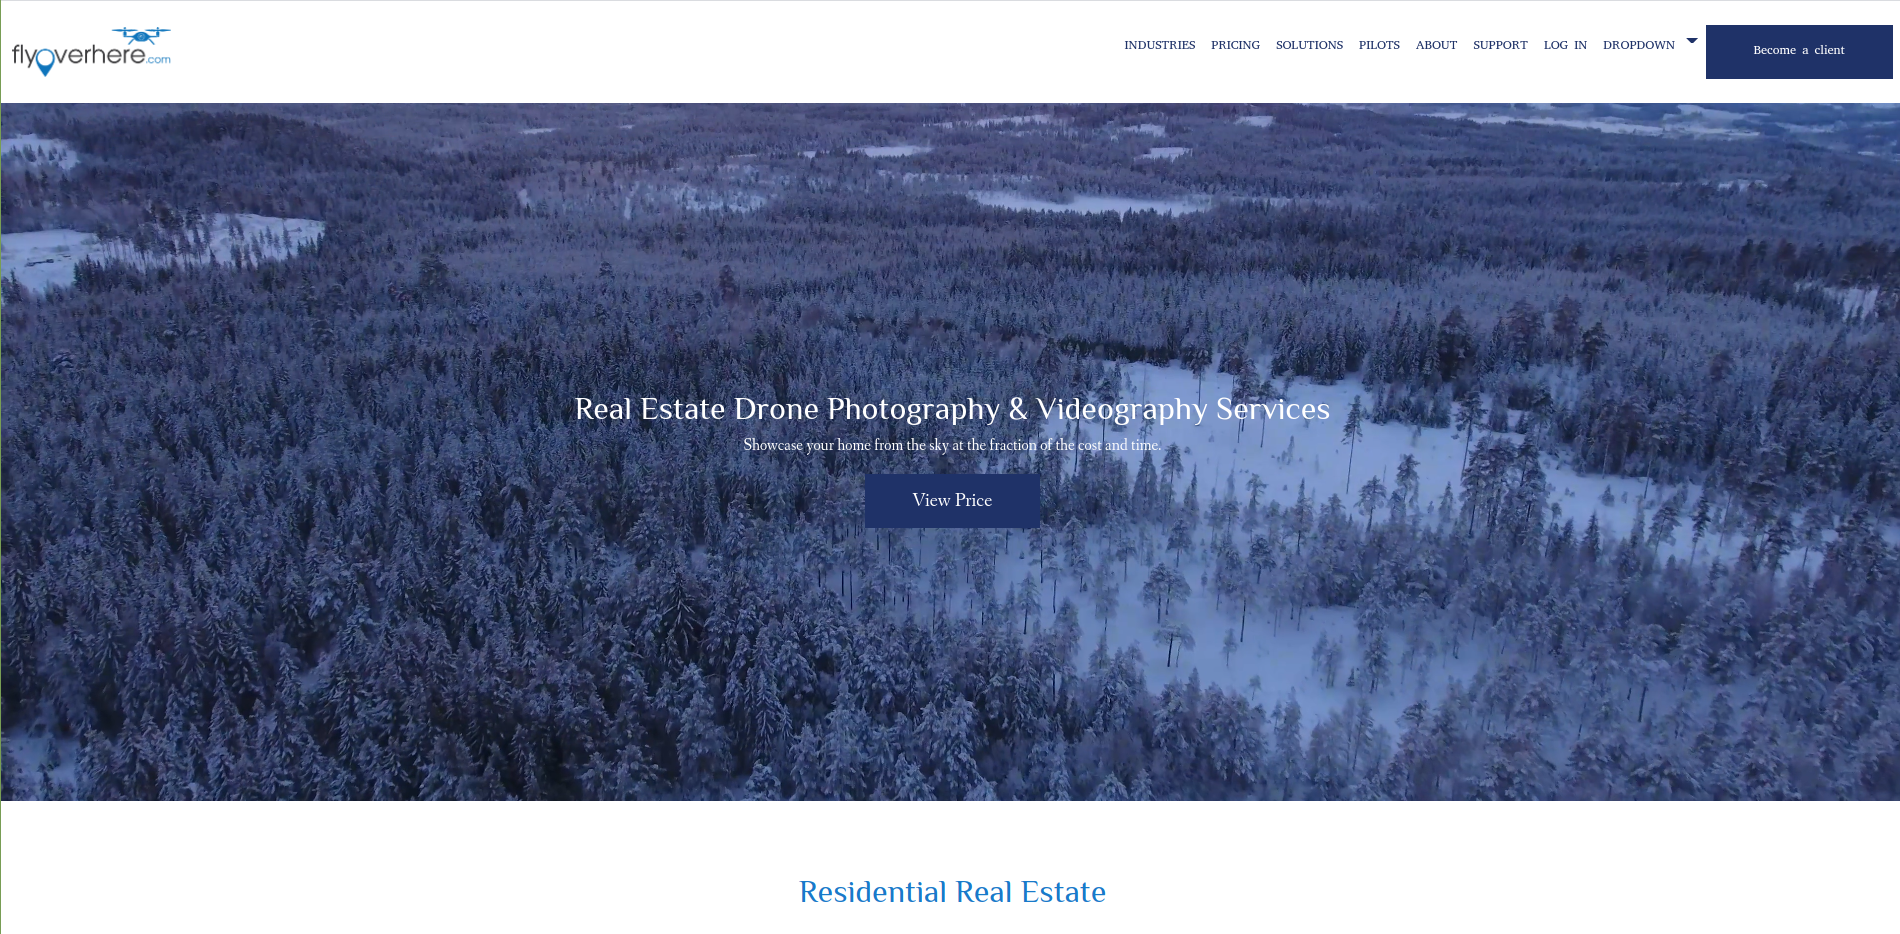 flyoverhere.com
INDUSTRIES PRICING SOLUTIONS PILOTS ABOUT SUPPORT LOG IN DROPDOWN Become a client
Real Estate Drone Photography & Videography Services
Showcase your home from the sky at the fraction of the cost and time.
View Price
Residential Real Estate